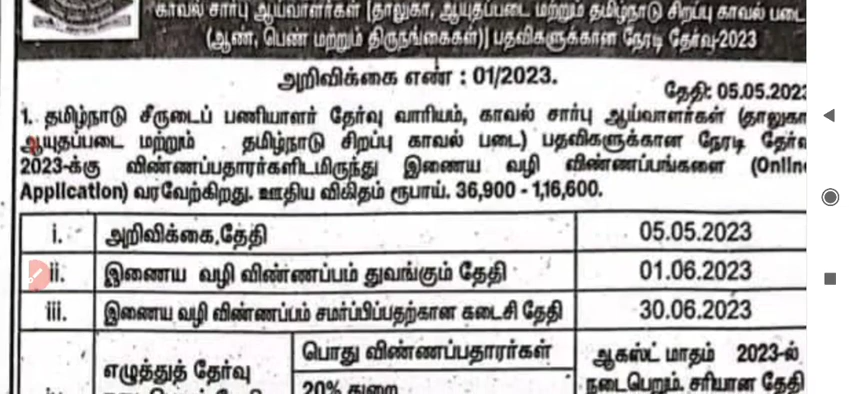 காவல் சார்பு ஆய்வாளர்கள் [தாலுகா, ஆயுதப்படை மற்றும் தமிழ்நாடு சிறப்பு காவல் படை
(ஆண், பெண் மற்றும் திருநங்கைகள்)] பதவிகளுக்கான நேரடி தேர்வு-2023
அறிவிக்கை எண் : 01/2023.
தேதி: 05.05.2023
1. தமிழ்நாடு சீருடைப் பணியாளர் தேர்வு வாரியம், காவல் சார்பு ஆய்வாளர்கள் (தாலுகா
ஆயுதப்படை மற்றும் தமிழ்நாடு சிறப்பு காவல் படை) பதவிகளுக்கான நேரடி தேர்வு
2023-க்கு விண்ணப்பதாரர்களிடமிருந்து இணைய வழி விண்ணப்பங்களை (Online
Application) வரவேற்கிறது. ஊதிய விகிதம் ரூபாய். 36,900 - 1,16,600.
i. அறிவிக்கை தேதி 05.05.2023
ii. இணைய வழி விண்ணப்பம் துவங்கும் தேதி 01.06.2023
iii. இணைய வழி விண்ணப்பம் சமர்ப்பிப்பதற்கான கடைசி தேதி 30.06.2023
எழுத்துத் தேர்வு பொது விண்ணப்பதாரர்கள் ஆகஸ்ட் மாதம் 2023-ல்
20% துறை நடைபெறும். சரியான தேதி